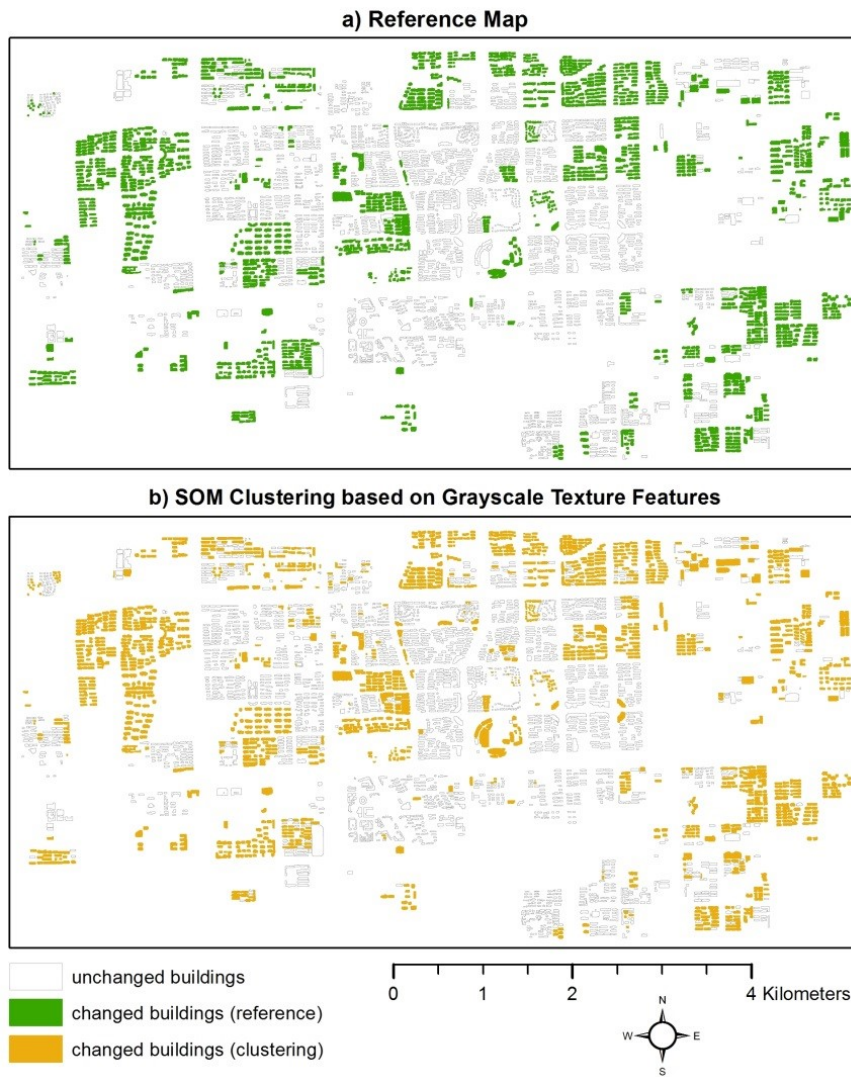 a) Reference Map
b) SOM Clustering based on Grayscale Texture Features
unchanged buildings
changed buildings (reference)
changed buildings (clustering)
0 1 2 4 Kilometers
N
W E
S